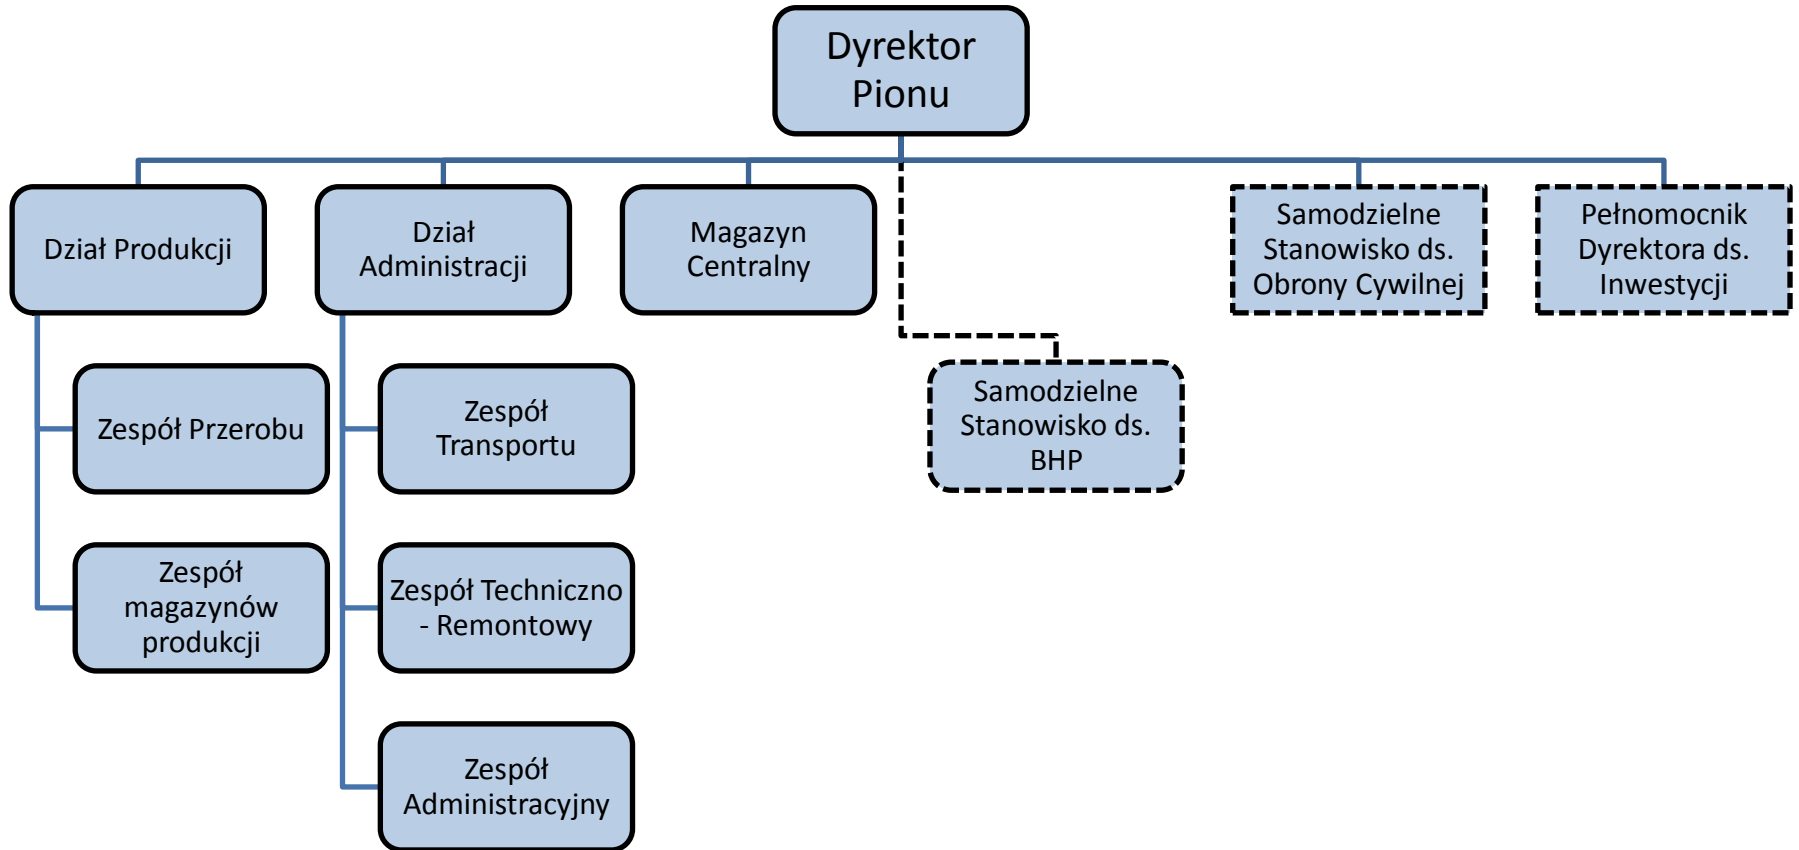 Dyrektor
Pionu
Dział Produkcji
Dział
Administracji
Magazyn
Centralny
Samodzielne
Stanowisko ds.
Obrony Cywilnej
Pełnomocnik
Dyrektora ds.
Inwestycji
Zespół Przerobu
Zespół
Transportu
Samodzielne
Stanowisko ds.
BHP
Zespół
magazynów
produkcji
Zespół Techniczno
- Remontowy
Zespół
Administracyjny